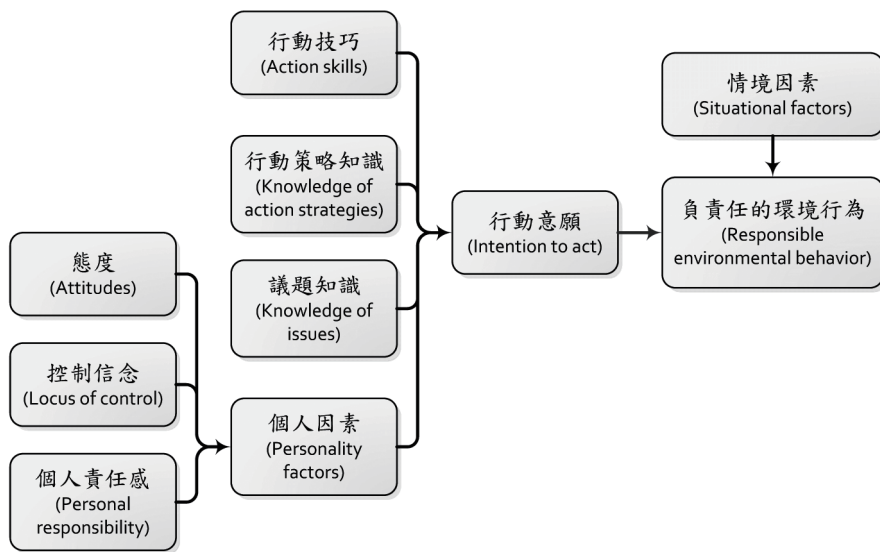 行動技巧
(Action skills)
情境因素
(Situational factors)
行動策略知識
(Knowledge of
action strategies)
負責任的環境行為
(Responsible
environmental behavior)
行動意願
(Intention to act)
態度
(Attitudes)
議題知識
(Knowledge of
issues)
控制信念
(Locus of control)
個人因素
(Personality
factors)
個人責任感
(Personal
responsibility)